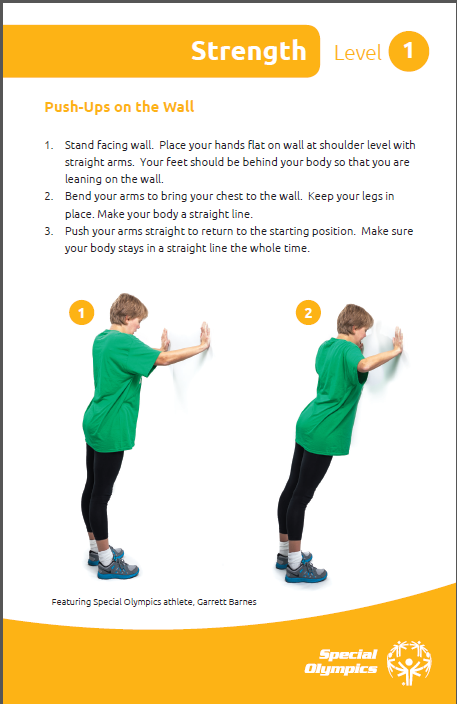 Strength Level 1
Push-Ups on the Wall
1. Stand facing wall. Place your hands flat on wall at shoulder level with
straight arms. Your feet should be behind your body so that you are
leaning on the wall.
2. Bend your arms to bring your chest to the wall. Keep your legs in
place. Make your body a straight line.
3. Push your arms straight to return to the starting position. Make sure
your body stays in a straight line the whole time.
1 2
Featuring Special Olympics athlete, Garrett Barnes
Special
Olympics